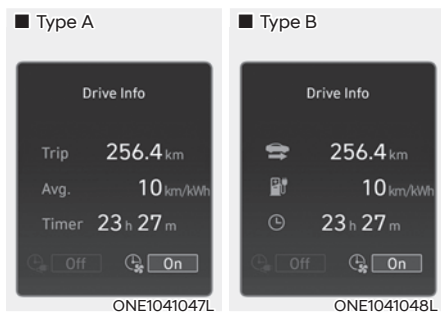 ■ Type A
Drive Info
Trip 256.4 km
Avg. 10 km/kWh
Timer 23 h 27 m
Off On
ONE1041047L
■ Type B
Drive Info
256.4 km
10 km/kWh
23 h 27 m
Off On
ONE1041048L